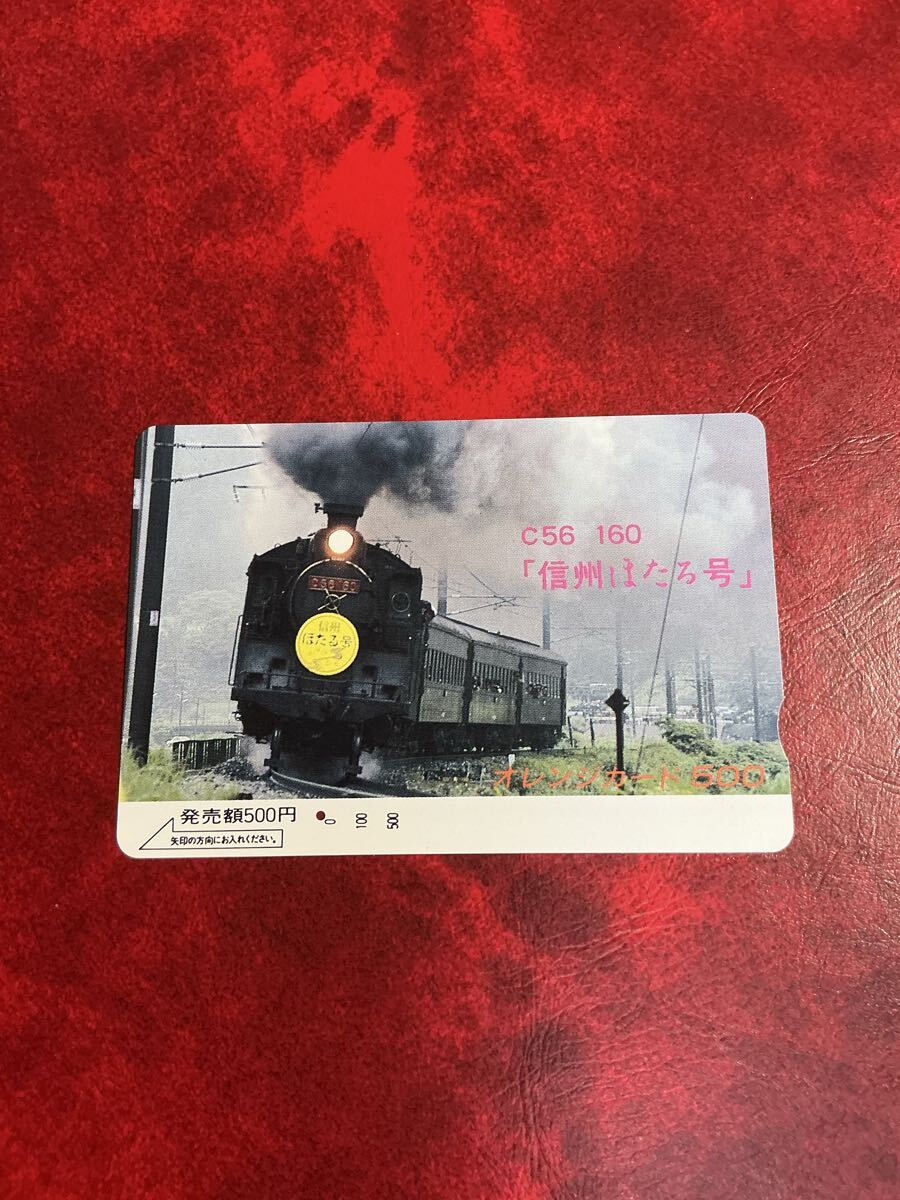 C56 160
「信州ほたる号」
C56 160
信州
ほたる号
オレンジカード 500
発売額500円
0 100 500
矢印の方向にお入れください。